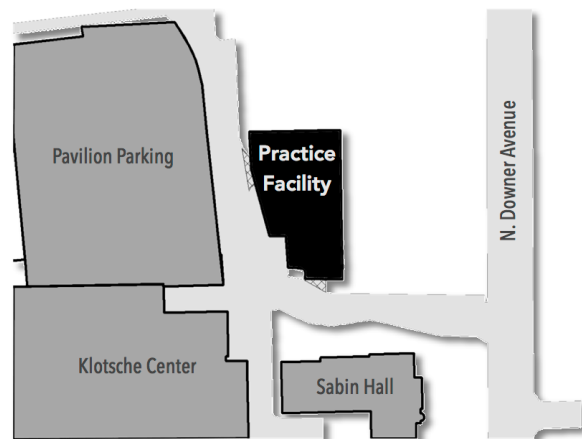 Pavilion Parking
Practice
Facility
N. Downer Avenue
Klotsche Center
Sabin Hall